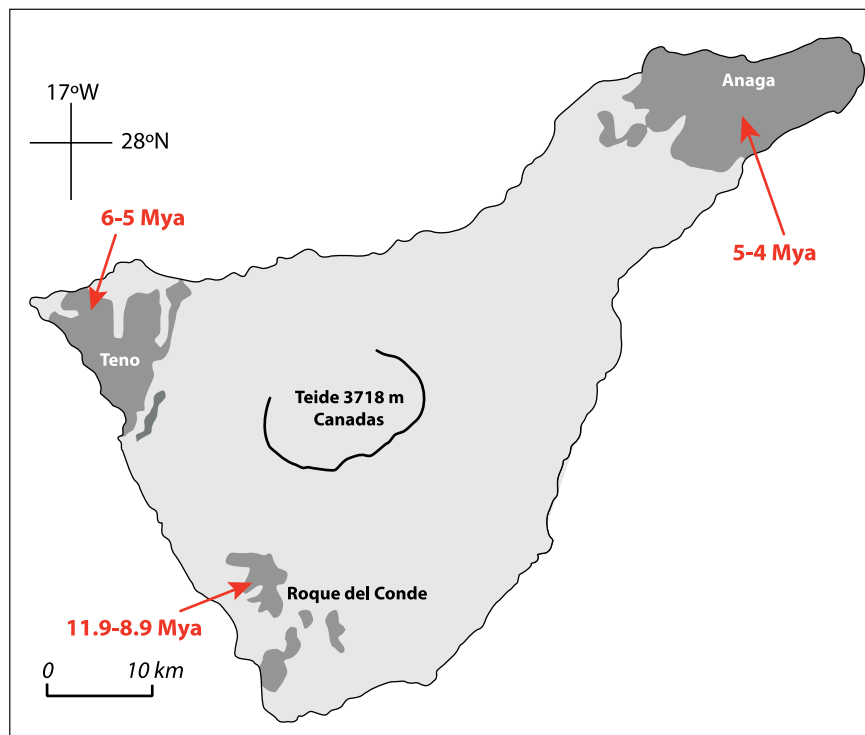 Anaga
17ºW
28ºN
6-5 Mya
5-4 Mya
Teno
Teide 3718 m
Canadas
Roque del Conde
11.9-8.9 Mya
0 10 km